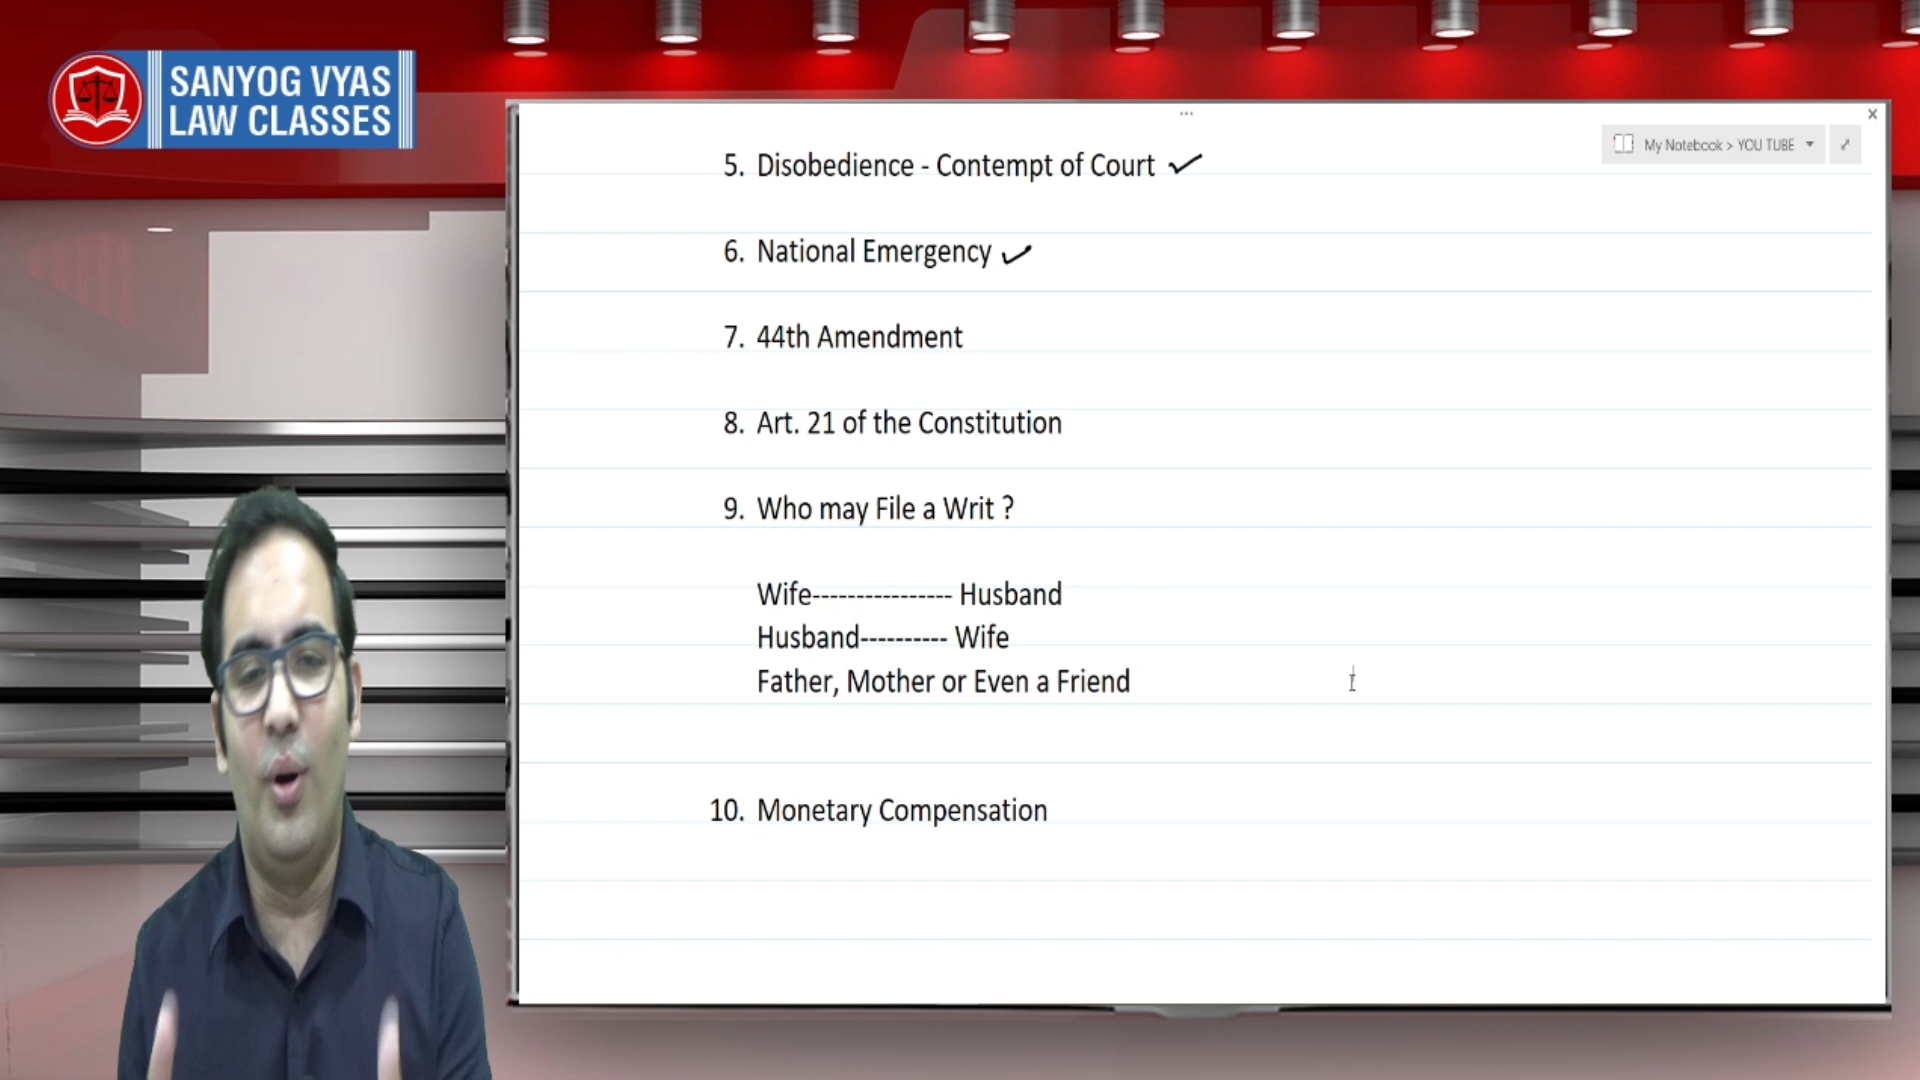 SANYOG VYAS
LAW CLASSES
...
My Notebook > YOU TUBE
5. Disobedience - Contempt of Court
6. National Emergency
7. 44th Amendment
8. Art. 21 of the Constitution
9. Who may File a Writ ?
Wife---------------- Husband
Husband---------- Wife
Father, Mother or Even a Friend
10. Monetary Compensation